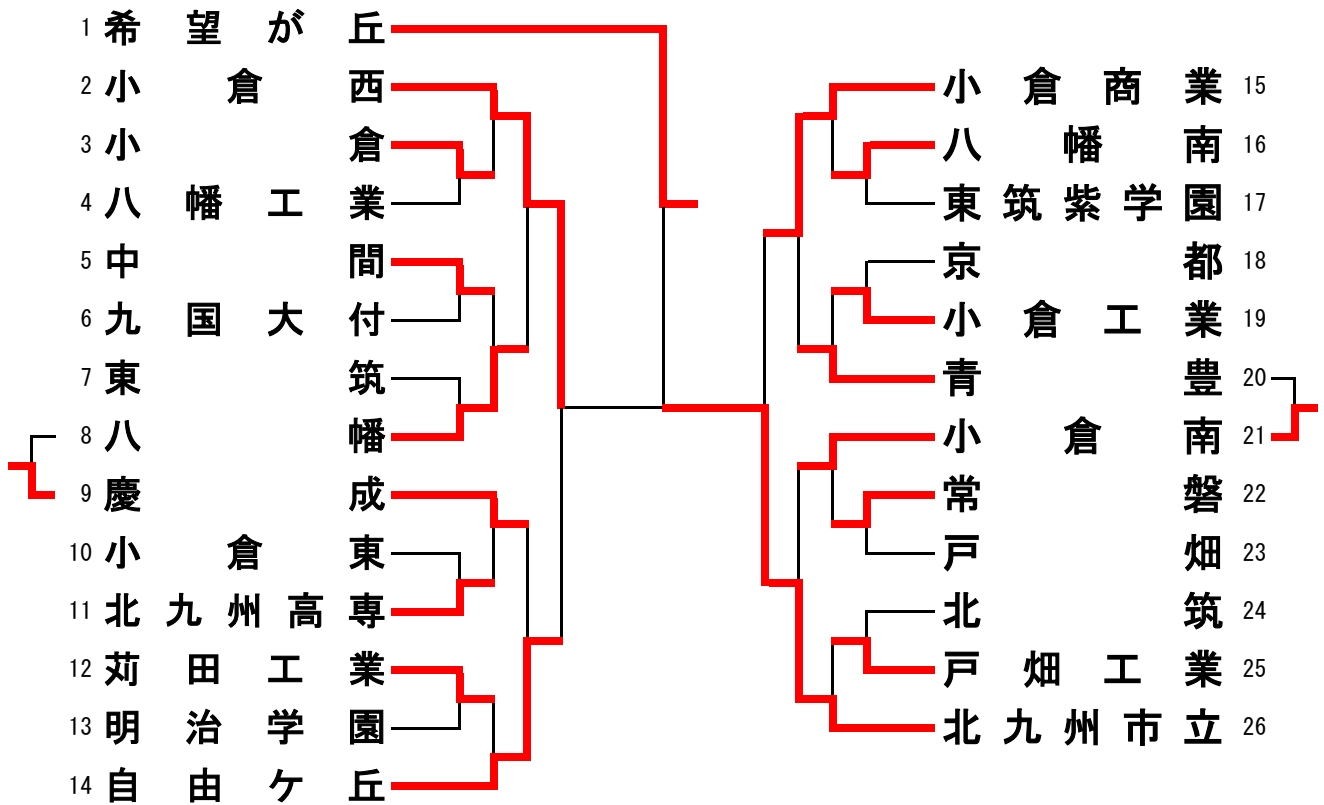 1 希望が丘
2 小倉西
3 小倉
4 八幡工業
5 中間
6 九国大付
7 東筑
8 八幡
9 慶成
10 小倉東
11 北九州高専
12 苅田工業
13 明治学園
14 自由ケ丘
小倉商業 15
八幡南 16
東筑紫学園 17
京都 18
小倉工業 19
青豊 20
小倉南 21
常磐 22
戸畑 23
北筑 24
戸畑工業 25
北九州市立 26